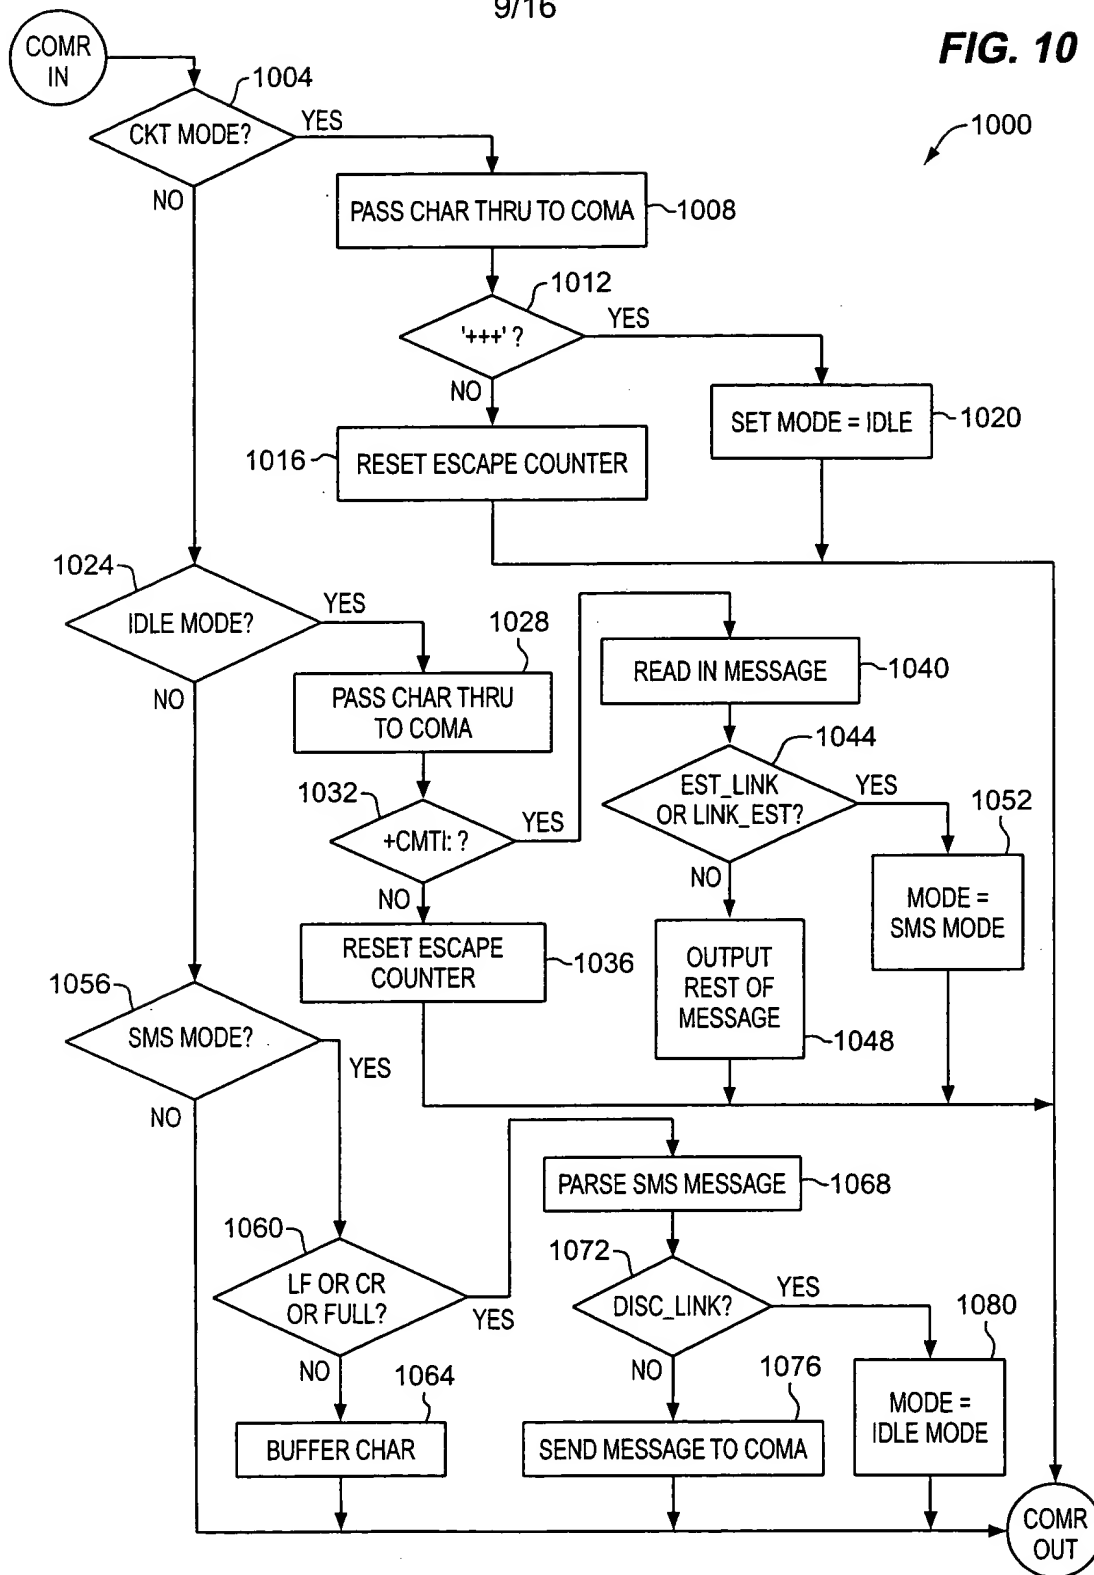 9/16
FIG. 10
COMR
IN
1000
1004
CKT MODE?
YES
NO
PASS CHAR THRU TO COMA
1008
1012
'+++' ?
YES
NO
SET MODE = IDLE
1020
1016
RESET ESCAPE COUNTER
1024
IDLE MODE?
YES
NO
1028
PASS CHAR THRU
TO COMA
READ IN MESSAGE
1040
1044
EST_LINK
OR LINK_EST?
YES
NO
1032
+CMTI: ?
YES
NO
1052
MODE =
SMS MODE
RESET ESCAPE
COUNTER
1036
OUTPUT
REST OF
MESSAGE
1048
1056
SMS MODE?
YES
NO
PARSE SMS MESSAGE
1068
1060
LF OR CR
OR FULL?
YES
NO
1072
DISC_LINK?
YES
NO
1080
MODE =
IDLE MODE
1064
BUFFER CHAR
1076
SEND MESSAGE TO COMA
COMR
OUT